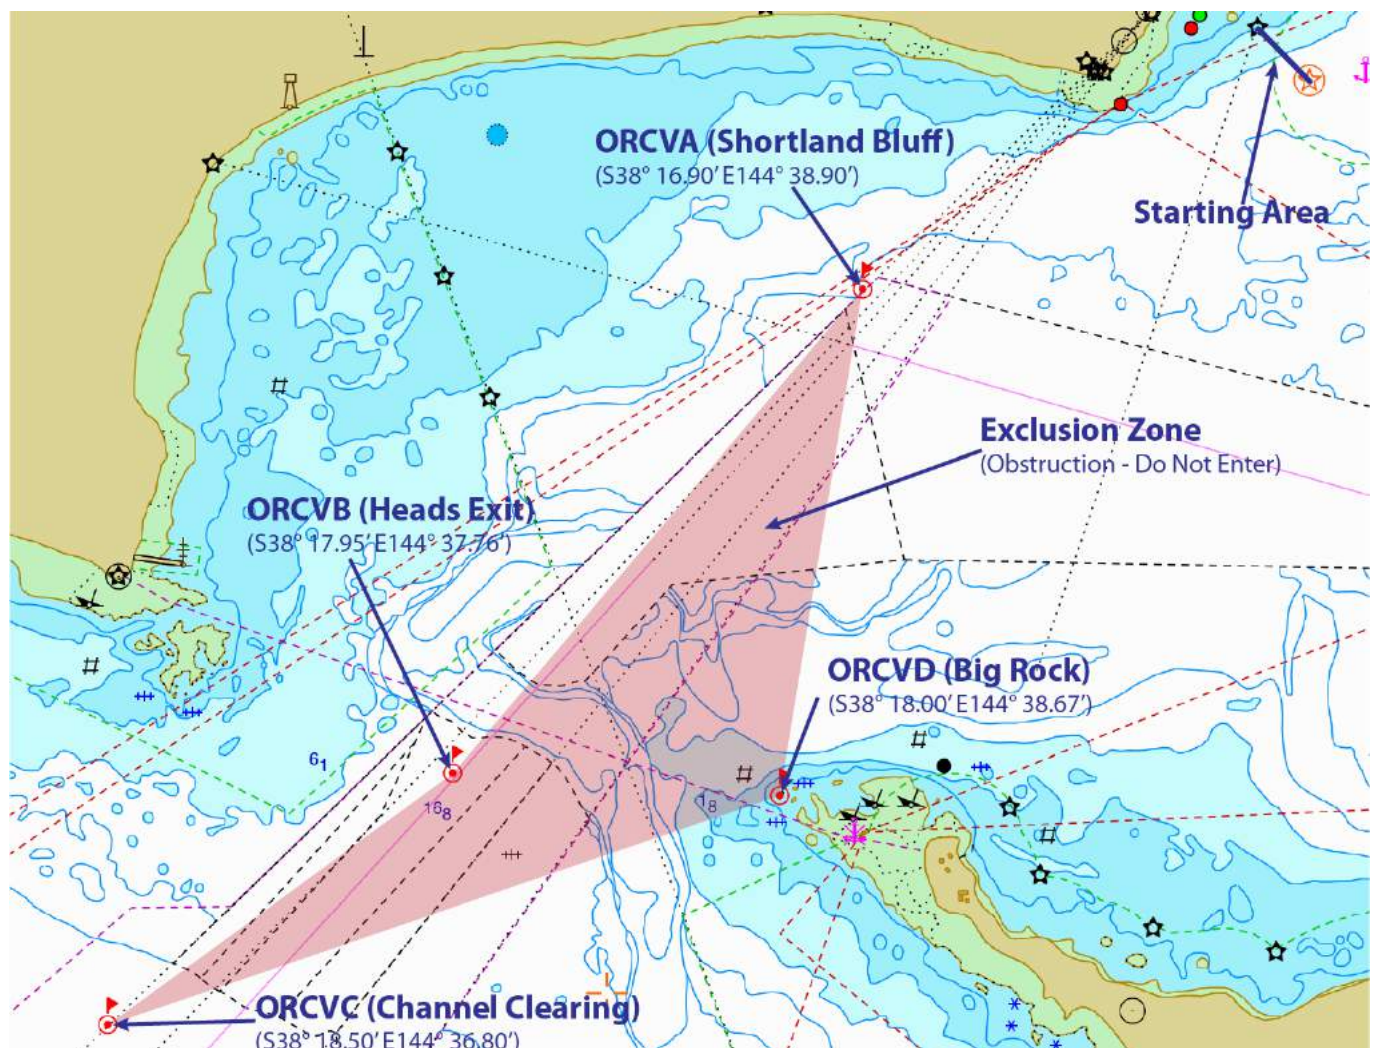 ORCVA (Shortland Bluff)
(S38° 16.90′ E144° 38.90′)
Starting Area
Exclusion Zone
(Obstruction - Do Not Enter)
ORCVB (Heads Exit)
(S38° 17.95′ E144° 37.76′)
ORCVD (Big Rock)
(S38° 18.00′ E144° 38.67′)
6₁
16₈
1₈
ORCVC (Channel Clearing)
(S38° 18.50′ E144° 36.80′)